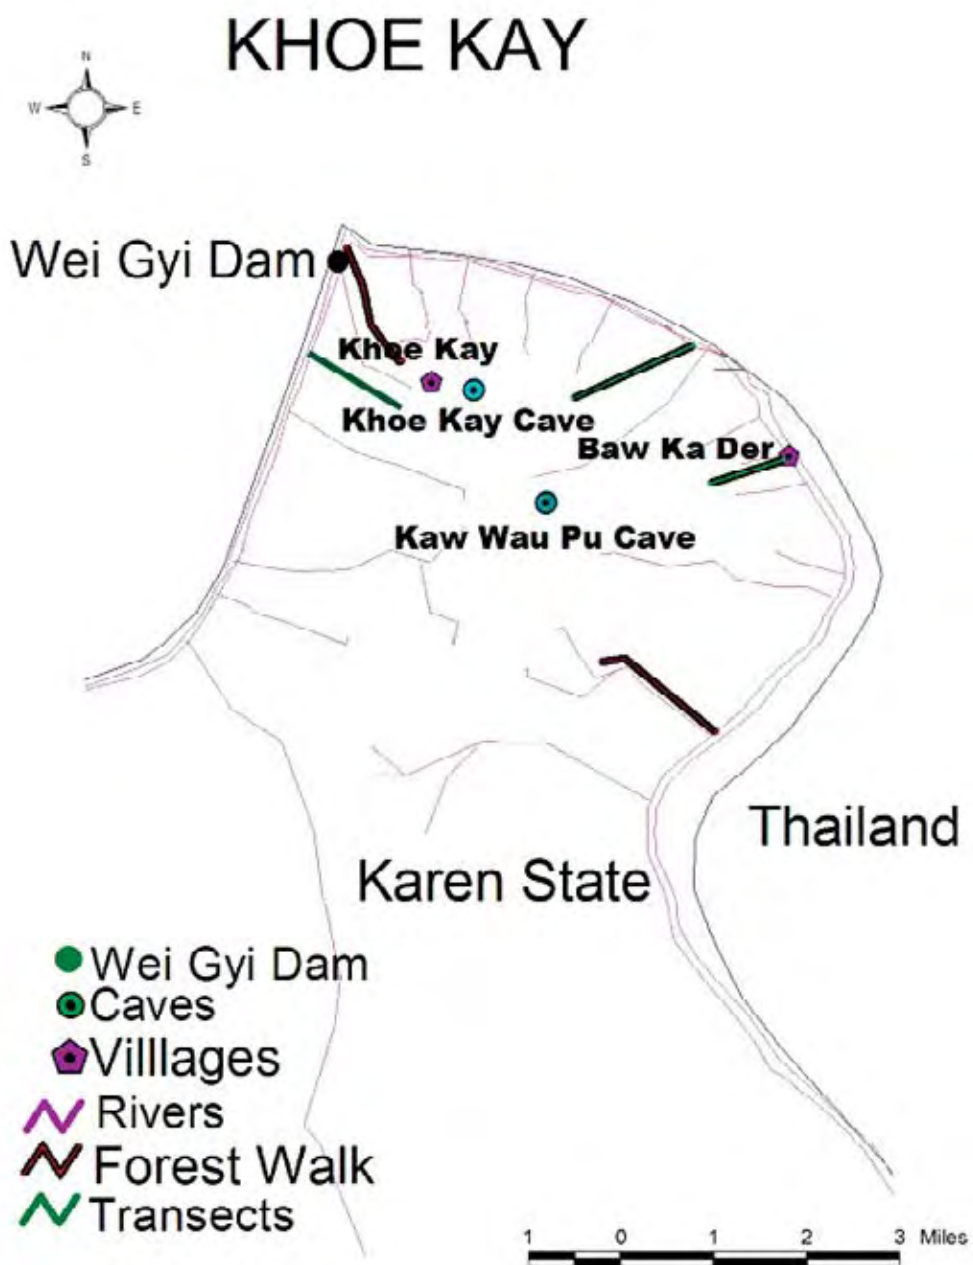 KHOE KAY
N
W E
S
Wei Gyi Dam
Khoe Kay
Khoe Kay Cave
Baw Ka Der
Kaw Wau Pu Cave
Thailand
Karen State
Wei Gyi Dam
Caves
Villlages
Rivers
Forest Walk
Transects
1 0 1 2 3 Miles